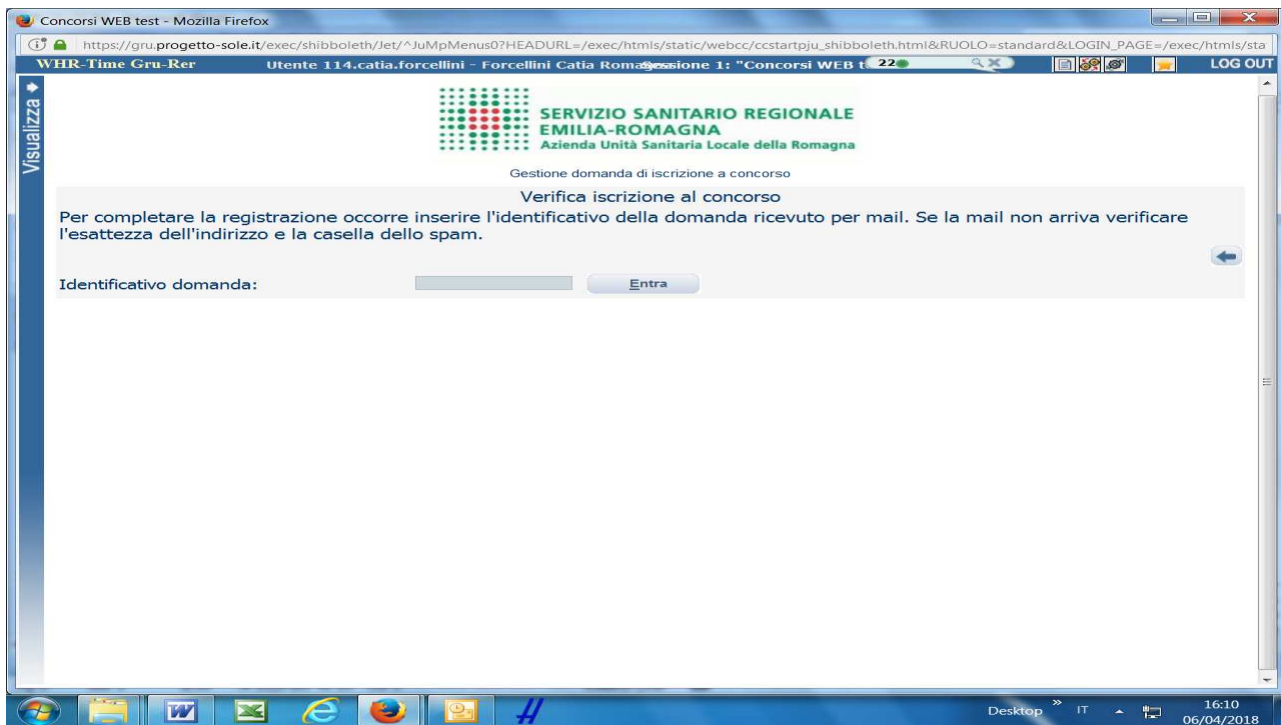 Concorsi WEB test - Mozilla Firefox
https://gru.progetto-sole.it/exec/shibboleth/Jet/^JuMpMenus0?HEADURL=/exec/htmls/static/webcc/ccstartpju_shibboleth.html&RUOLO=standard&LOGIN_PAGE=/exec/htmls/sta
WHR-Time Gru-Rer Utente 114.catia.forcellini - Forcellini Catia 1: "Concorsi WEB t 22 LOG OUT
Visualizza
SERVIZIO SANITARIO REGIONALE
EMILIA-ROMAGNA
Azienda Unità Sanitaria Locale della Romagna
Gestione domanda di iscrizione a concorso
Verifica iscrizione al concorso
Per completare la registrazione occorre inserire l'identificativo della domanda ricevuto per mail. Se la mail non arriva verificare
l'esattezza dell'indirizzo e la casella dello spam.
Identificativo domanda: Entra
Desktop » IT 16:10
06/04/2018